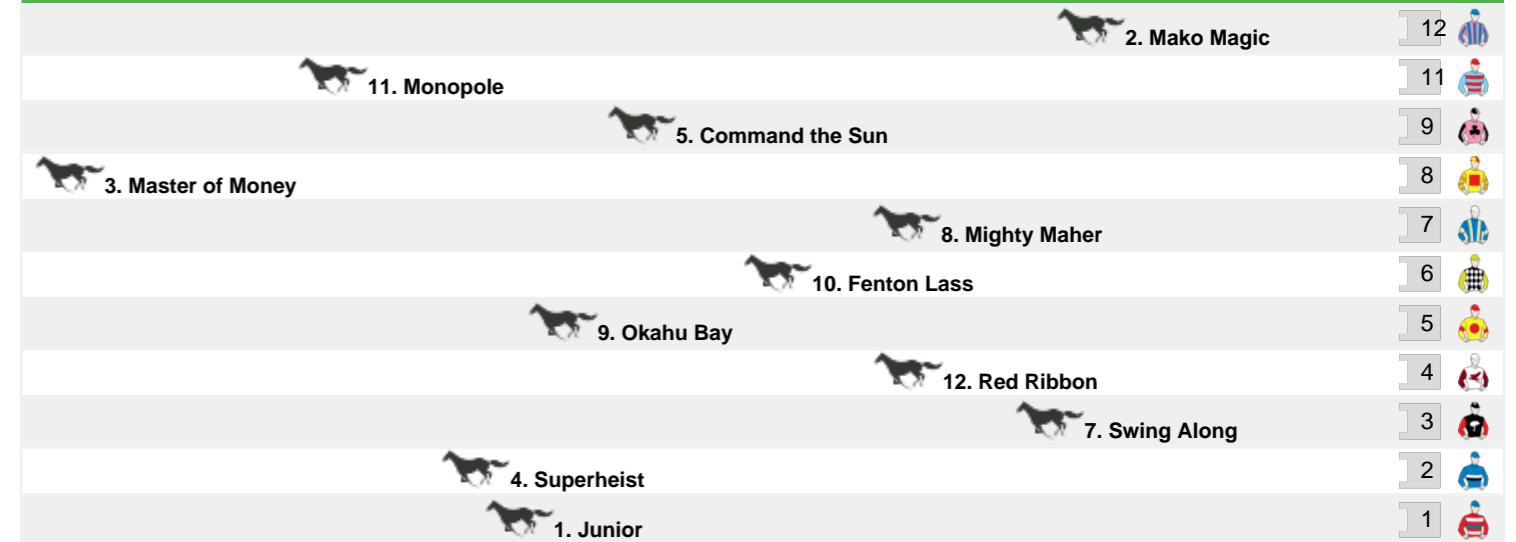 2. Mako Magic 12
11. Monopole 11
5. Command the Sun 9
3. Master of Money 8
8. Mighty Maher 7
10. Fenton Lass 6
9. Okahu Bay 5
12. Red Ribbon 4
7. Swing Along 3
4. Superheist 2
1. Junior 1